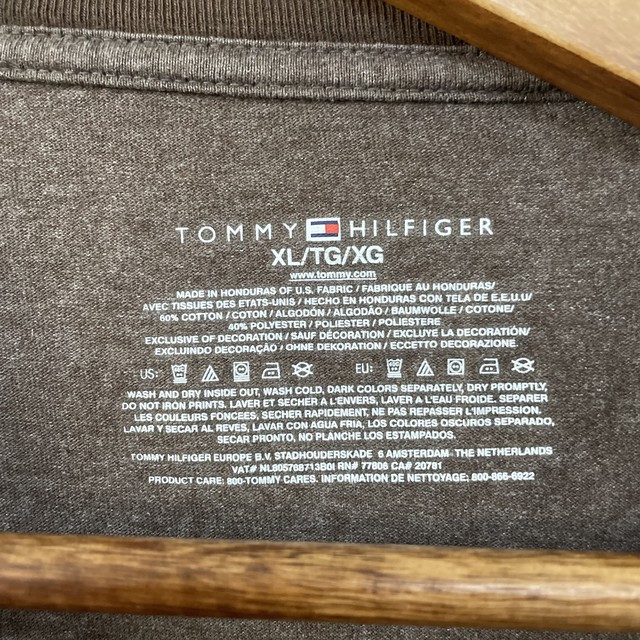 TOMMY HILFIGER
XL/TG/XG
www.tommy.com
MADE IN HONDURAS OF U.S. FABRIC / FABRIQUE AU HONDURAS/
AVEC TISSUES DES ETATS-UNIS / HECHO EN HONDURAS CON TELA DE E.E.U.U/
60% COTTON / COTON / ALGODÓN / ALGODÃO / BAUMWOLLE / COTONE/
40% POLYESTER / POLIESTER / POLIESTERE
EXCLUSIVE OF DECORATION / SAUF DÉCORATION / EXCLUYE LA DECORATIÓN/
EXCLUINDO DECORAÇÃO / OHNE DEKORATION / ECCETTO DECORAZIONE.
US: EU:
WASH AND DRY INSIDE OUT, WASH COLD, DARK COLORS SEPARATELY, DRY PROMPTLY,
DO NOT IRON PRINTS. LAVER ET SÉCHER A L'ENVERS, LAVER A L'EAU FROIDE. SEPARER
LES COULEURS FONCÉES, SECHER RAPIDEMENT, NE PAS REPASSER L'IMPRESSION.
LAVAR Y SECAR AL REVES, LAVAR CON AGUA FRIA, LOS COLORES OSCUROS SEPARADO,
SECAR PRONTO, NO PLANCHE LOS ESTAMPADOS.
TOMMY HILFIGER EUROPE B.V. STADHOUDERSKADE 6 AMSTERDAM THE NETHERLANDS
VAT# NL805768713B0I RN# 77806 CA# 20781
PRODUCT CARE: 800-TOMMY CARES. INFORMATION DE NETTOYAGE: 800-866-6922